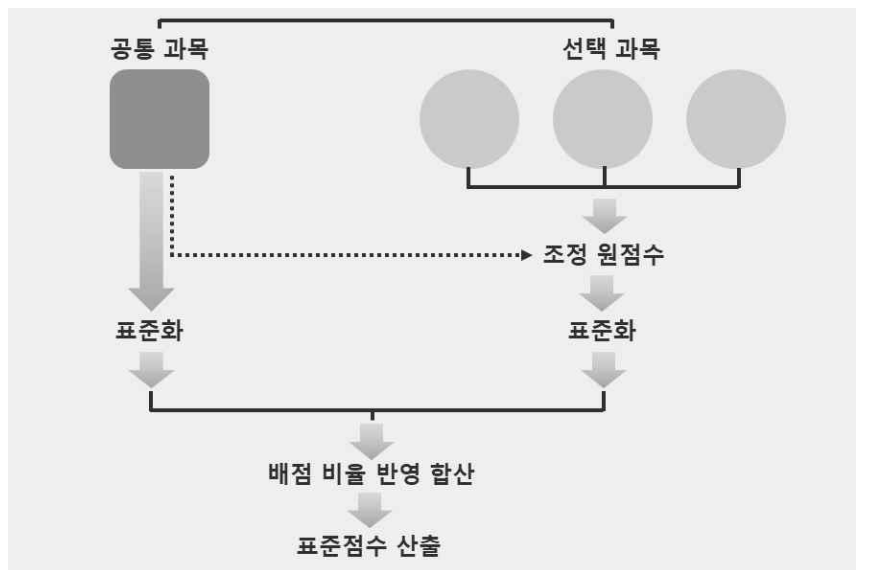 공통 과목
선택 과목
조정 원점수
표준화
표준화
배점 비율 반영 합산
표준점수 산출